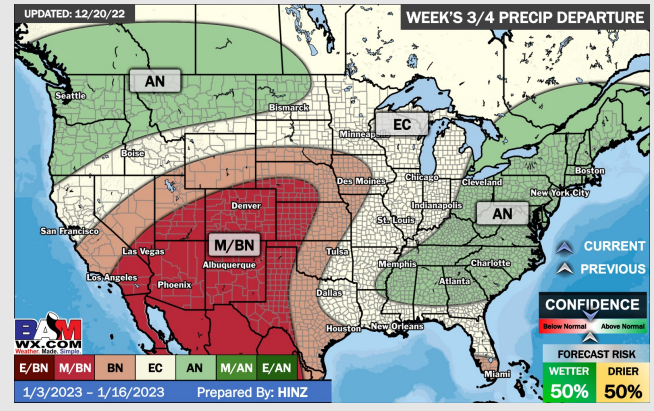 UPDATED: 12/20/22
WEEK'S 3/4 PRECIP DEPARTURE
AN
Seattle
Bismarck
EC
Minneap
Boise
Chicago
Cleveland
Boston
Des Moines
New York City
Denver
Indianapolis
AN
St. Louis
San Francisco
M/BN
CURRENT
Las Vegas
Tulsa
Albuquerque
Memphis
Charlotte
PREVIOUS
Los Angeles
Phoenix
Atlanta
Dallas
CONFIDENCE
Houston
New Orleans
Below Normal
Above Normal
BAM
WX.COM
Weather. Made. Simple.
FORECAST RISK
E/BN
M/BN
BN
EC
AN
M/AN
E/AN
Miami
WETTER
DRIER
50%
50%
1/3/2023 – 1/16/2023
Prepared By: HINZ